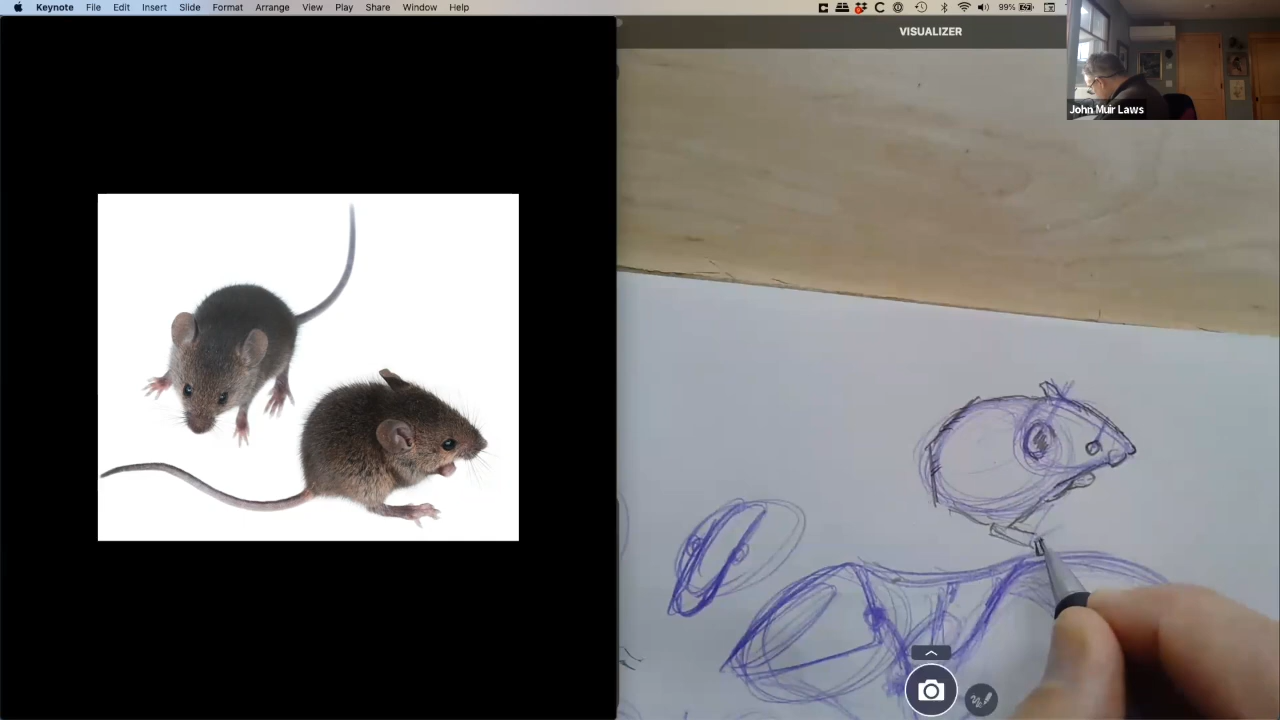 Keynote File Edit Insert Slide Format Arrange View Play Share Window Help 99%
VISUALIZER
John Muir Laws